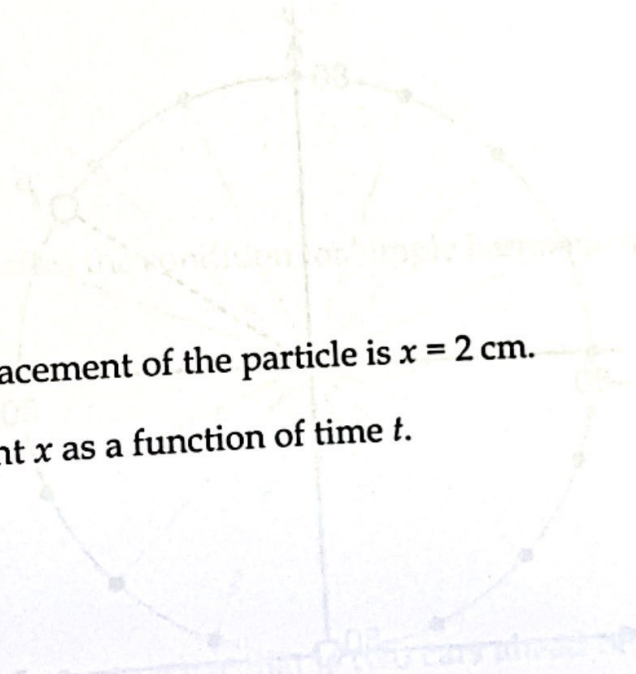 acement of the particle is x = 2 cm.
nt x as a function of time t.